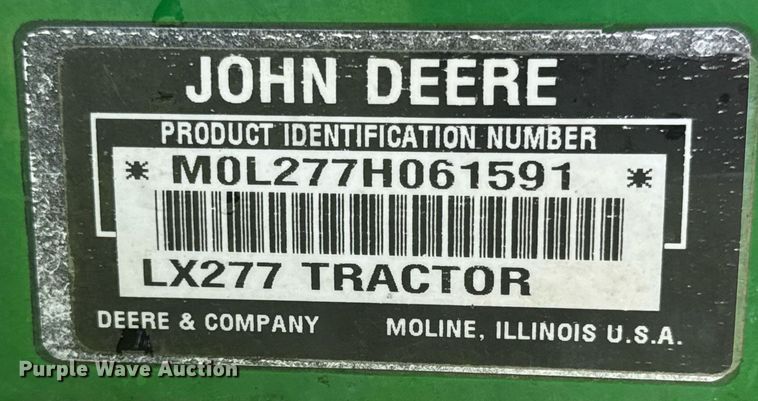 JOHN DEERE
PRODUCT IDENTIFICATION NUMBER
* M0L277H061591 *
LX277 TRACTOR
DEERE & COMPANY MOLINE, ILLINOIS U.S.A.
Purple Wave Auction